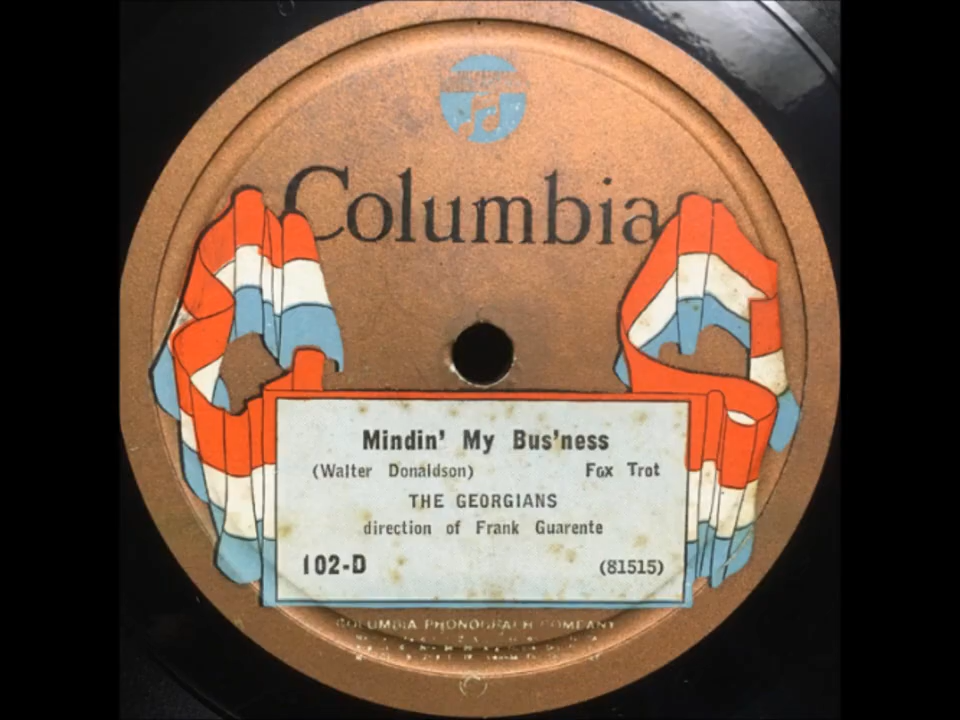 Columbia
Mindin' My Bus'ness
(Walter Donaldson) Fox Trot
THE GEORGIANS
direction of Frank Guarente
102-D (81515)
COLUMBIA PHONOGRAPH COMPANY